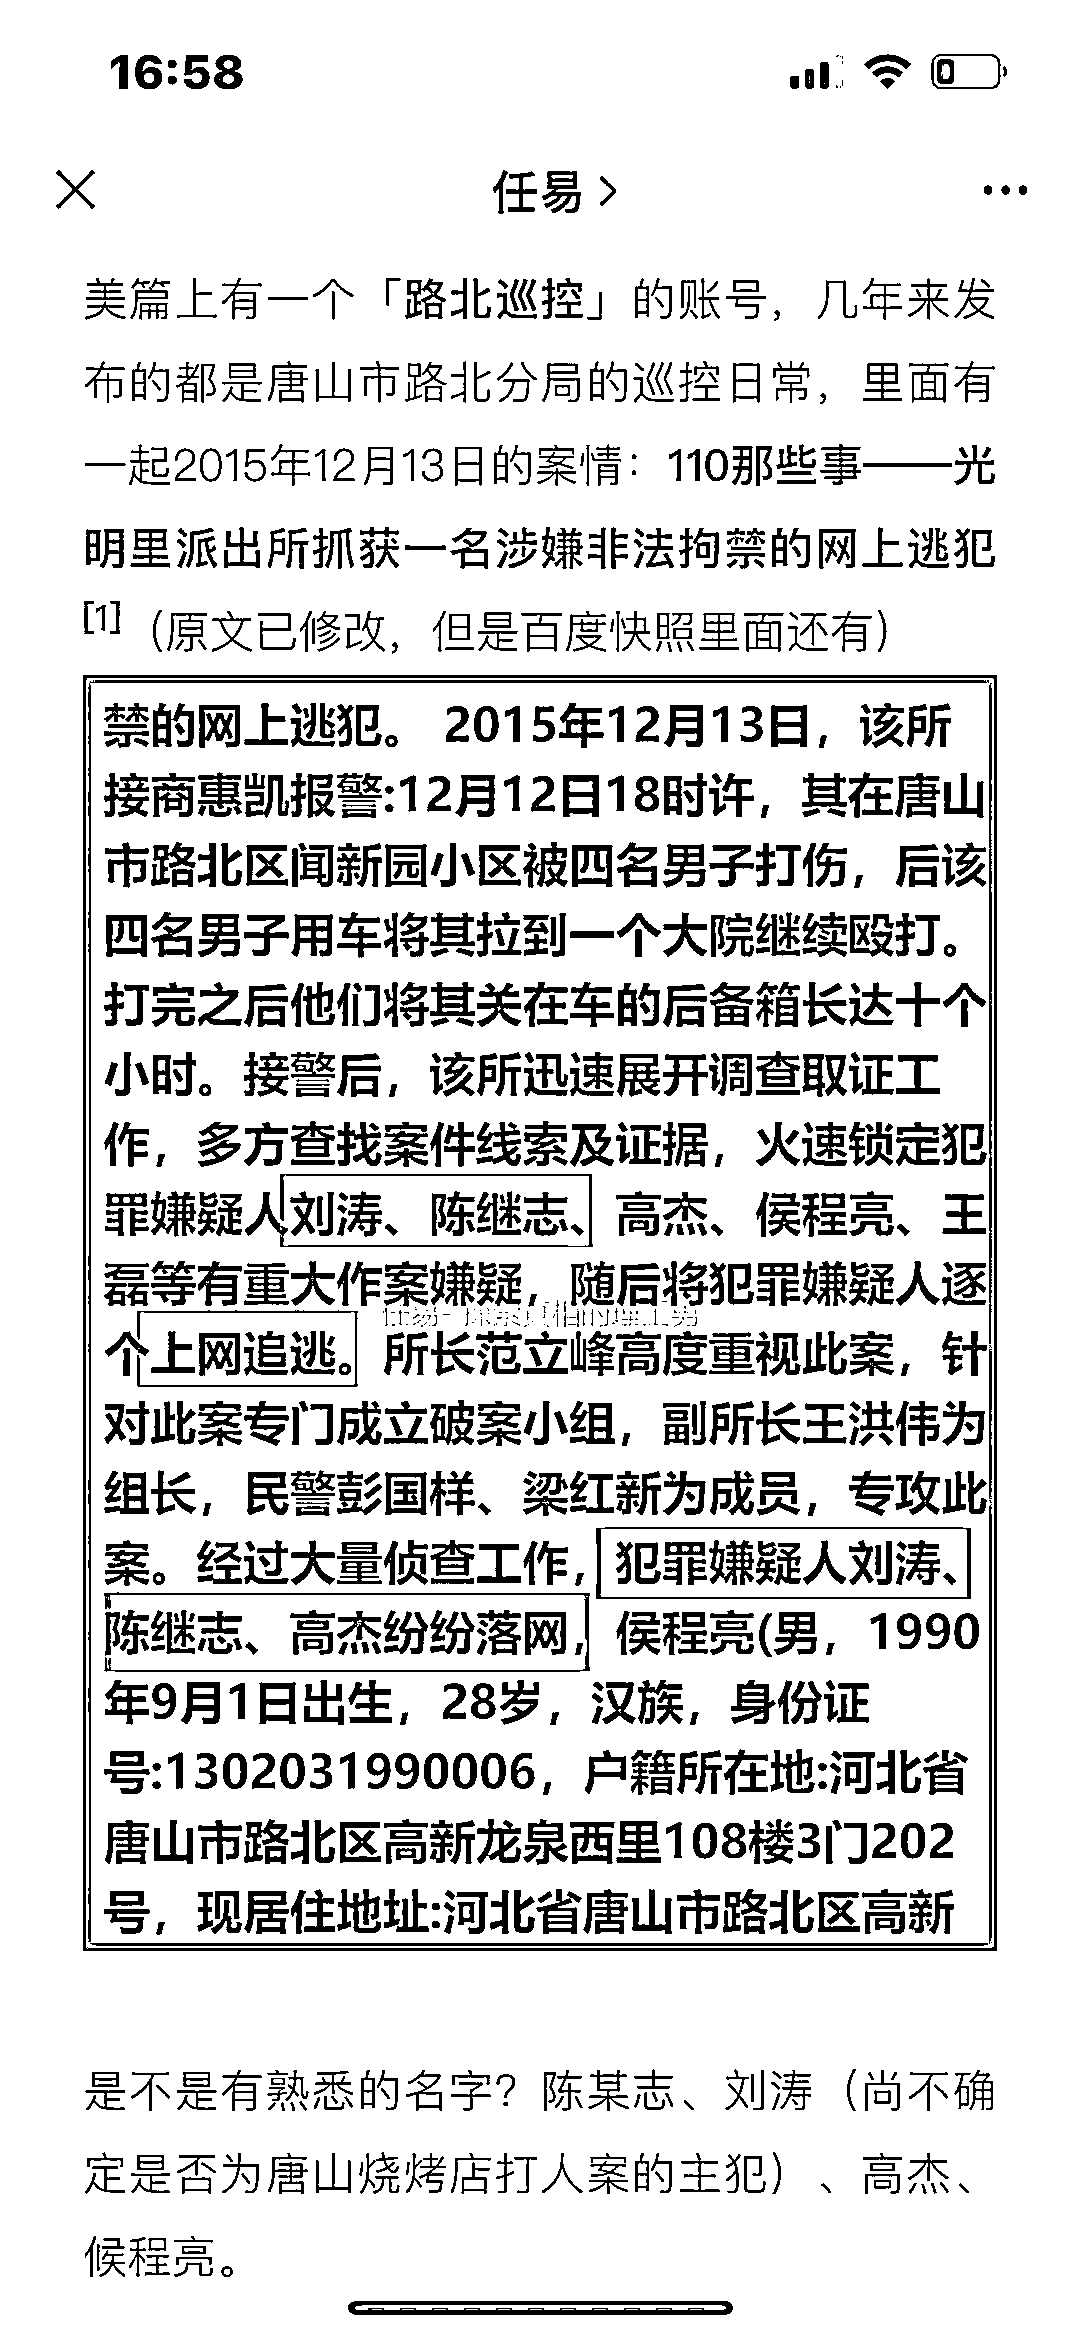 16:58
0
任易 >
美篇上有一个「路北巡控」的账号，几年来发
布的都是唐山市路北分局的巡控日常，里面有
一起2015年12月13日的案情：110那些事——光
明里派出所抓获一名涉嫌非法拘禁的网上逃犯
[1]（原文已修改，但是百度快照里面还有）
禁的网上逃犯。 2015年12月13日，该所
接商惠凯报警:12月12日18时许，其在唐山
市路北区闻新园小区被四名男子打伤，后该
四名男子用车将其拉到一个大院继续殴打。
打完之后他们将其关在车的后备箱长达十个
小时。接警后，该所迅速展开调查取证工
作，多方查找案件线索及证据，火速锁定犯
罪嫌疑人刘涛、陈继志、高杰、侯程亮、王
磊等有重大作案嫌疑，随后将犯罪嫌疑人逐
个上网追逃。所长范立峰高度重视此案，针
对此案专门成立破案小组，副所长王洪伟为
组长，民警彭国样、梁红新为成员，专攻此
案。经过大量侦查工作，犯罪嫌疑人刘涛、
陈继志、高杰纷纷落网，侯程亮(男，1990
年9月1日出生，28岁，汉族，身份证
号:1302031990006，户籍所在地:河北省
唐山市路北区高新龙泉西里108楼3门202
号，现居住地址:河北省唐山市路北区高新
是不是有熟悉的名字？陈某志、刘涛（尚不确
定是否为唐山烧烤店打人案的主犯）、高杰、
候程亮。